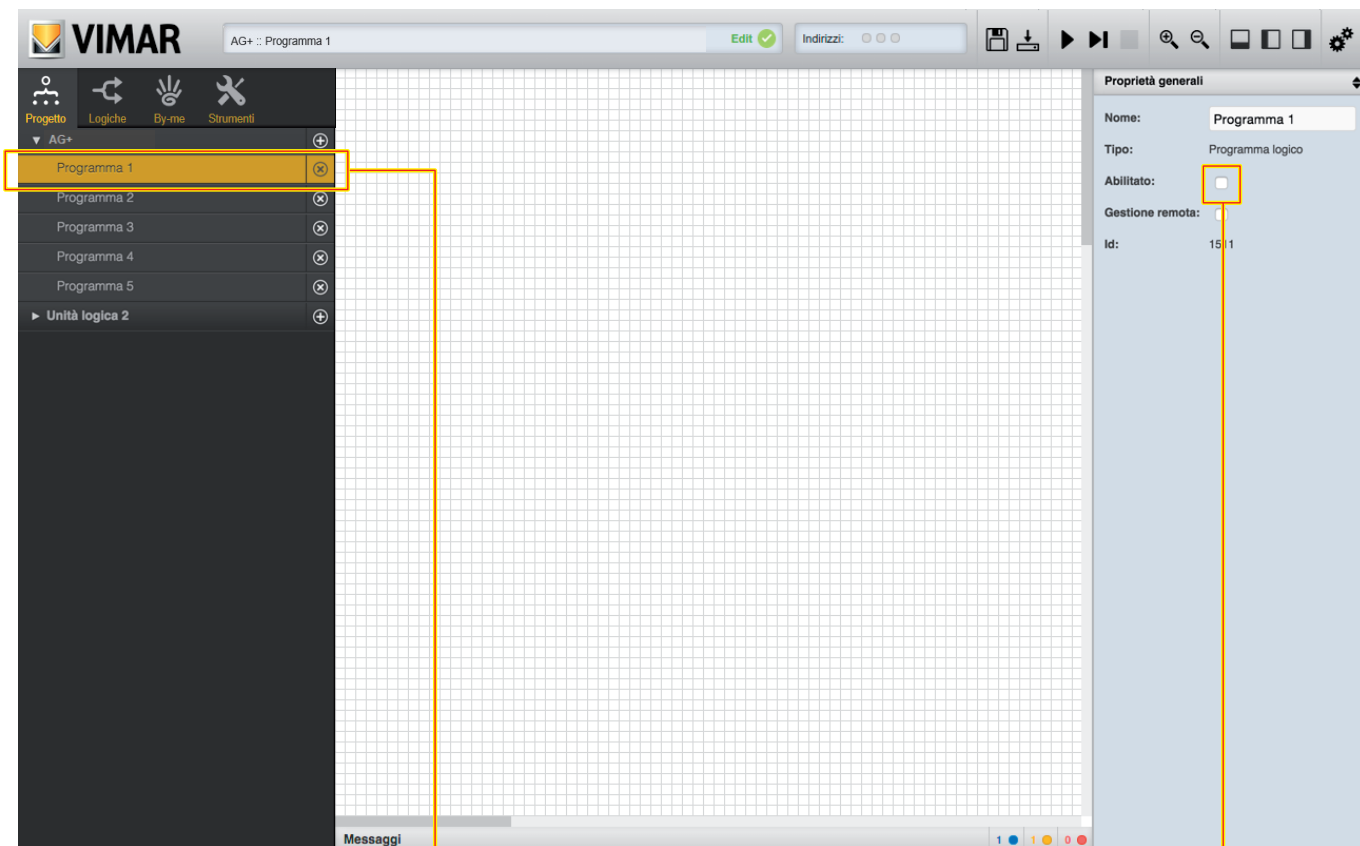 VIMAR
AG+ :: Programma 1
Edit
Indirizzi:
Progetto
Logiche
By-me
Strumenti
AG+
Programma 1
Programma 2
Programma 3
Programma 4
Programma 5
Unità logica 2
Proprietà generali
Nome: Programma 1
Tipo: Programma logico
Abilitato:
Gestione remota:
Id: 1511
Messaggi
1 1 0